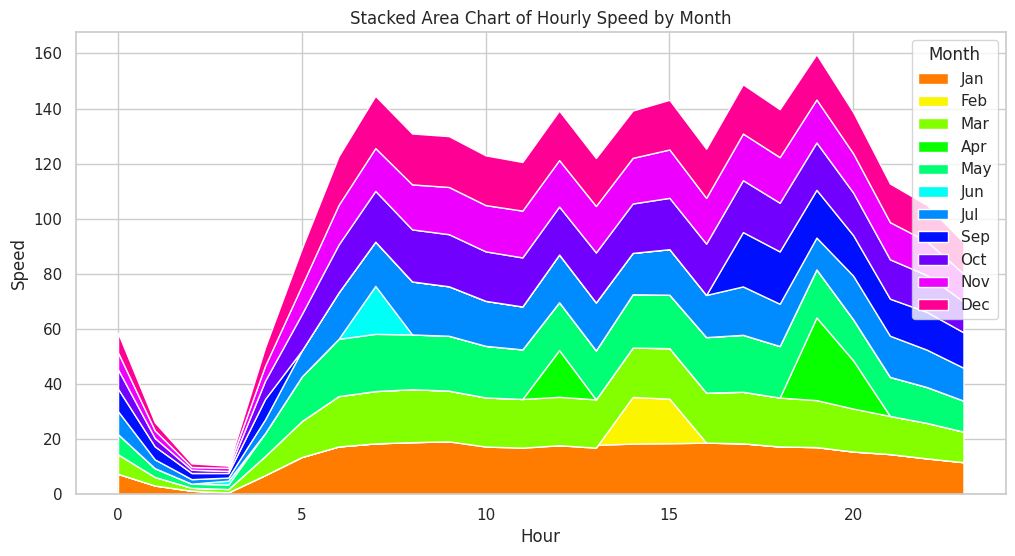 Stacked Area Chart of Hourly Speed by Month
Speed
160
140
120
100
80
60
40
20
0
0
5
10
15
20
Hour
Month
Jan
Feb
Mar
Apr
May
Jun
Jul
Sep
Oct
Nov
Dec